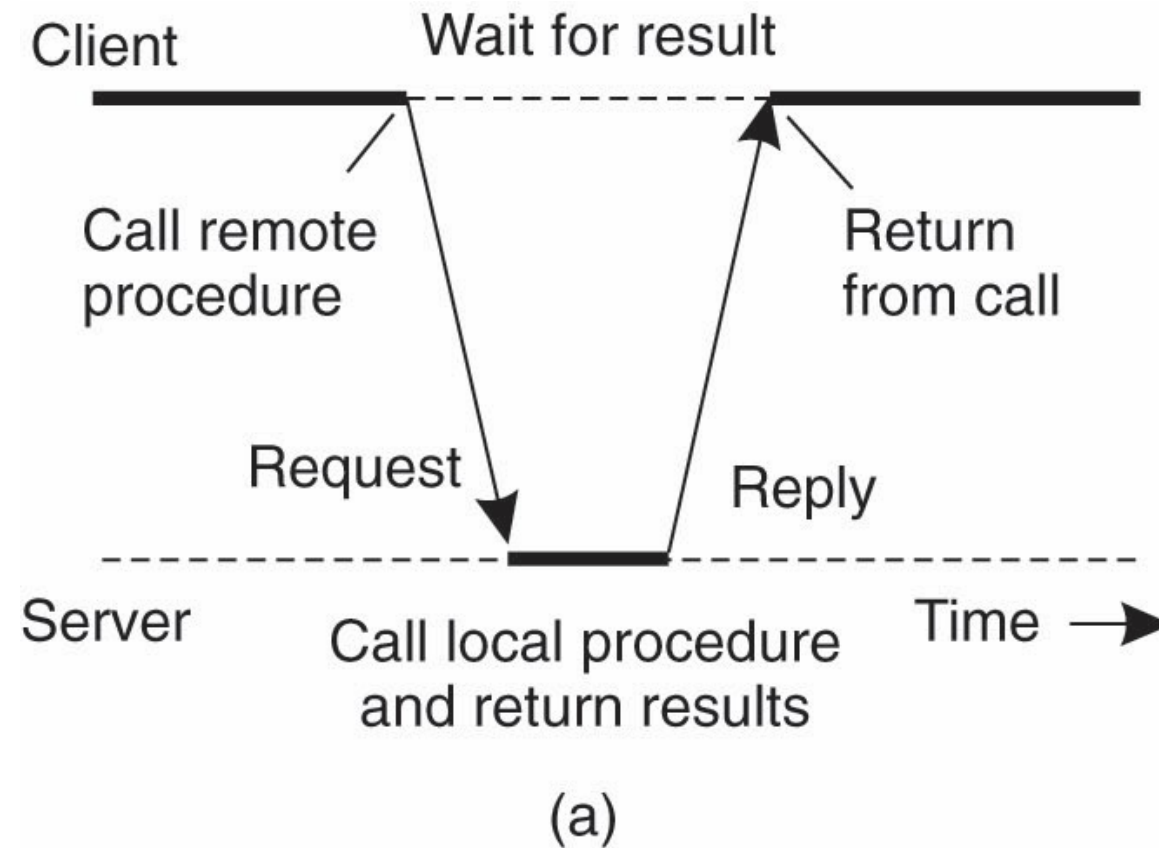 Client
Wait for result
Call remote
procedure
Return
from call
Request
Reply
Server
Time
Call local procedure
and return results
(a)